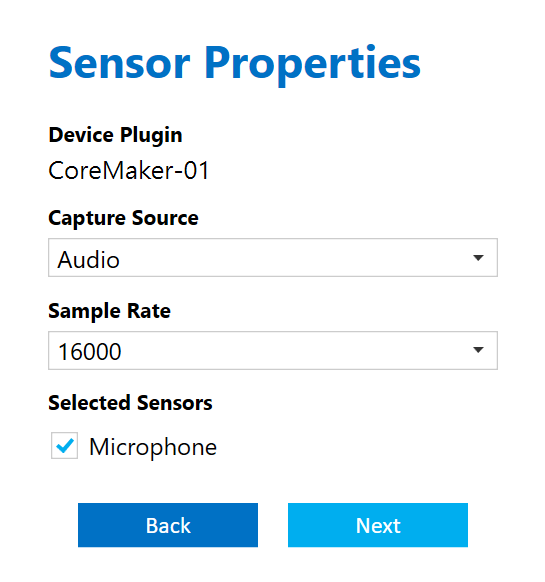 Sensor Properties
Device Plugin
CoreMaker-01
Capture Source
Audio
Sample Rate
16000
Selected Sensors
Microphone
Back
Next